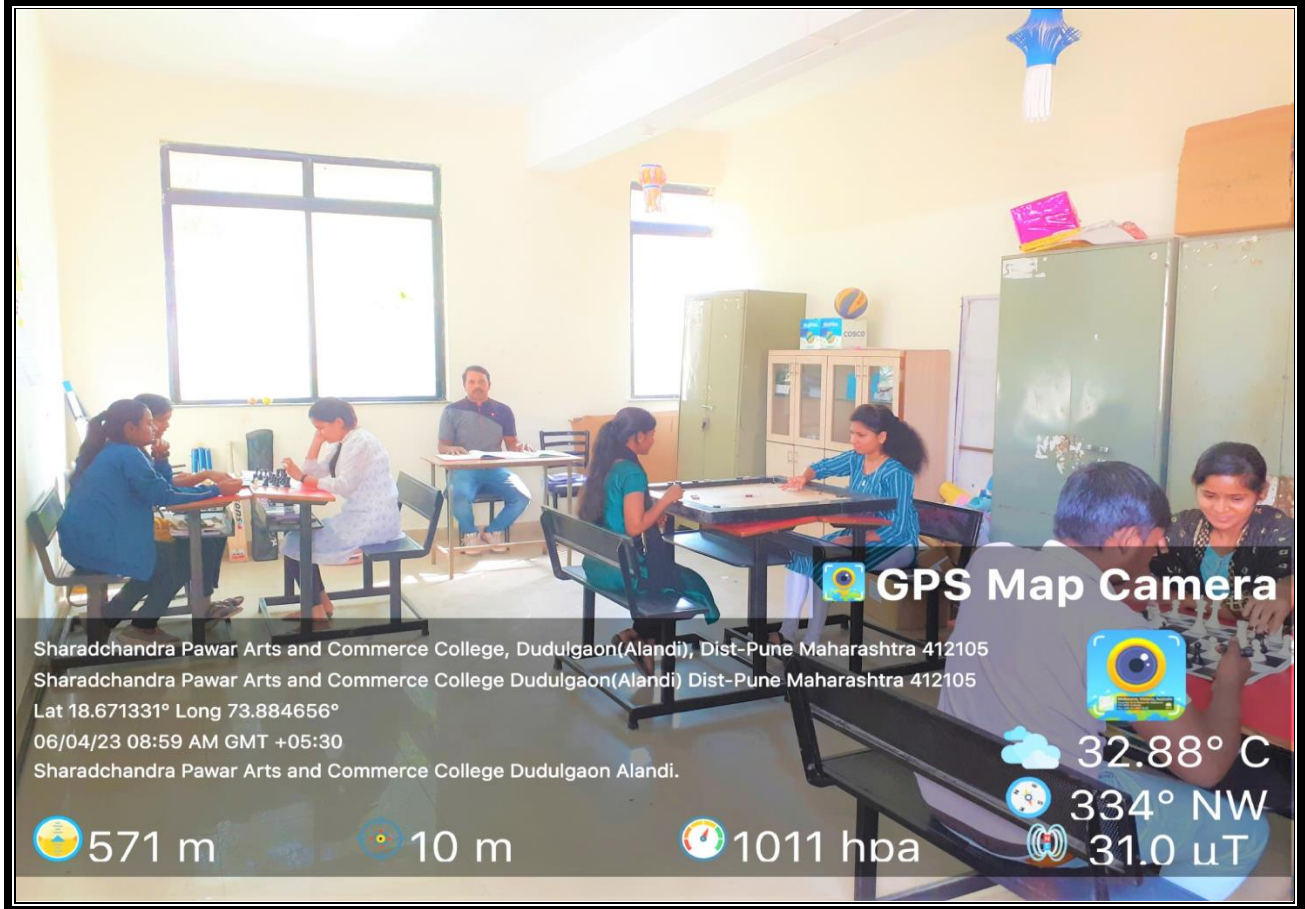 COSCO
GPS Map Camera
Sharadchandra Pawar Arts and Commerce College, Dudulgaon(Alandi), Dist-Pune Maharashtra 412105
Sharadchandra Pawar Arts and Commerce College Dudulgaon(Alandi) Dist-Pune Maharashtra 412105
Lat 18.671331° Long 73.884656°
06/04/23 08:59 AM GMT +05:30
Sharadchandra Pawar Arts and Commerce College Dudulgaon Alandi.
32.88° C
334° NW
571 m
10 m
1011 hpa
31.0 µT